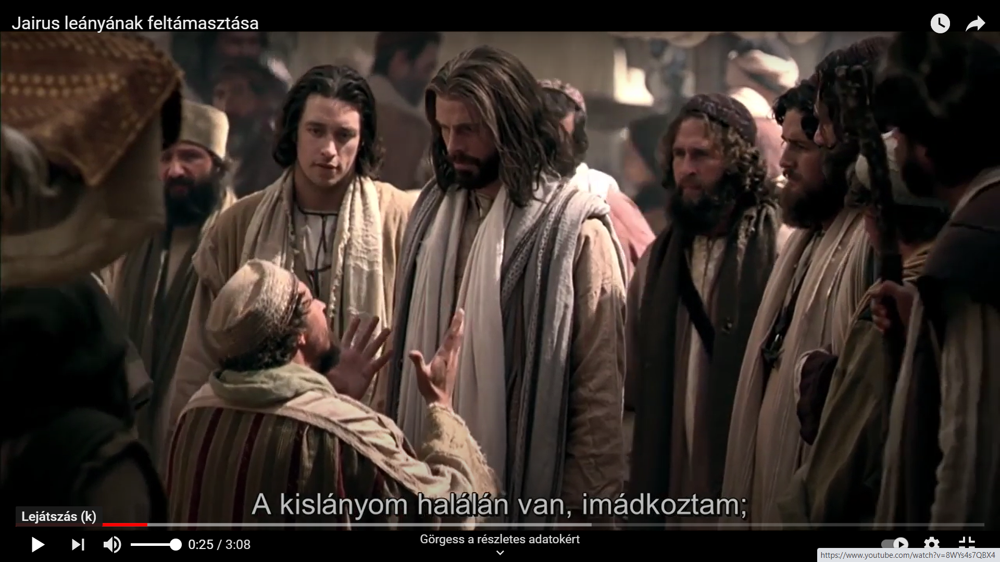 Jairus leányának feltámasztása
A kislányom halálán van, imádkoztam;
Lejátszás (k)
0:25 / 3:08
Görgess a részletes adatokért
https://www.youtube.com/watch?v=8WYs4s7QBX4